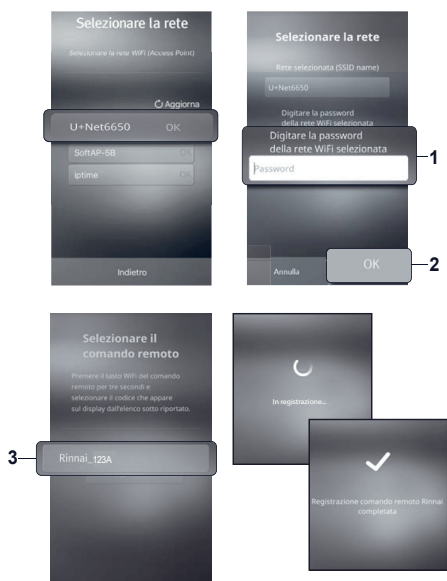 Selezionare la rete
Selezionare la rete WiFi (Access Point)
Aggiorna
U+Net6650 OK
SoftAP-5B OK
iptime OK
Indietro
Selezionare la rete
Rete selezionata (SSID name)
U+Net6650
Digitare la password
della rete WiFi selezionata
Digitare la password
della rete WiFi selezionata
Password
1
Annulla
OK
2
Selezionare il
comando remoto
Premere il tasto WiFi del comando
remoto per tre secondi e
selezionare il codice che appare
sul display dall'elenco sotto riportato.
3
Rinnai_123A
In registrazione...
Registrazione comando remoto Rinnai
completata